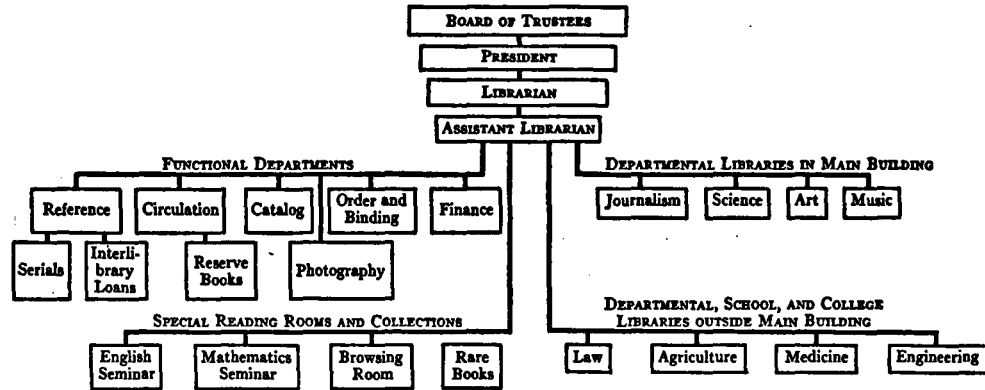 BOARD OF TRUSTEES
PRESIDENT
LIBRARIAN
ASSISTANT LIBRARIAN
FUNCTIONAL DEPARTMENTS
DEPARTMENTAL LIBRARIES IN MAIN BUILDING
Reference
Circulation
Catalog
Order and
Binding
Finance
Journalism
Science
Art
Music
Serials
Interli-
brary
Loans
Reserve
Books
Photography
SPECIAL READING ROOMS AND COLLECTIONS
DEPARTMENTAL, SCHOOL, AND COLLEGE
LIBRARIES OUTSIDE MAIN BUILDING
English
Seminar
Mathematics
Seminar
Browsing
Room
Rare
Books
Law
Agriculture
Medicine
Engineering